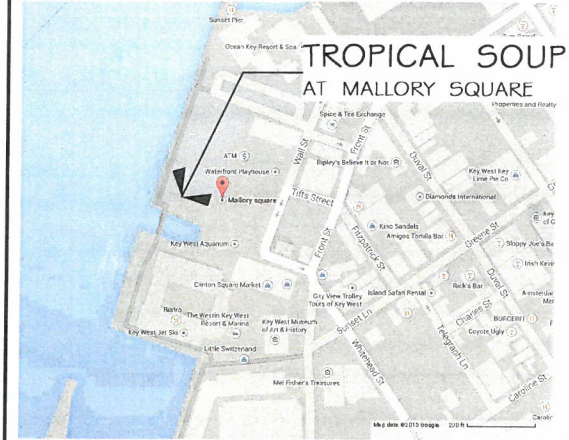 Sunset Pier
Ocean Key Resort & Spa
TROPICAL SOUP
AT MALLORY SQUARE
Properties and Realty
Spice & Tea Exchange
Front St
Wall St
Duval St
ATM
Ripley's Believe It or Not
Waterfront Playhouse
Key West Key
Lime Pie Co
Mallory square
Tifts Street
Diamonds International
Key West Aquarium
Front St
Fitzpatrick St
Kino Sandals
Amigos Tortilla Bar
Greene St
Sloppy Joe's Ba
Irish Kevin
Clinton Square Market
City View Trolley
Tours of Key West
Island Safari Rental
Rick's Bar
Duval St
Amsterdam
Bistro
The Westin Key West
Resort & Marina
Key West Museum
of Art & History
Sunset Ln
Charles St
BURGERFI
Coyote Ugly
Key West Jet Ski
Little Switzerland
Whitehead St
Telegraph Ln
Mel Fisher's Treasures
Caroline St
Carolin
Map data ©2015 Google
200 ft